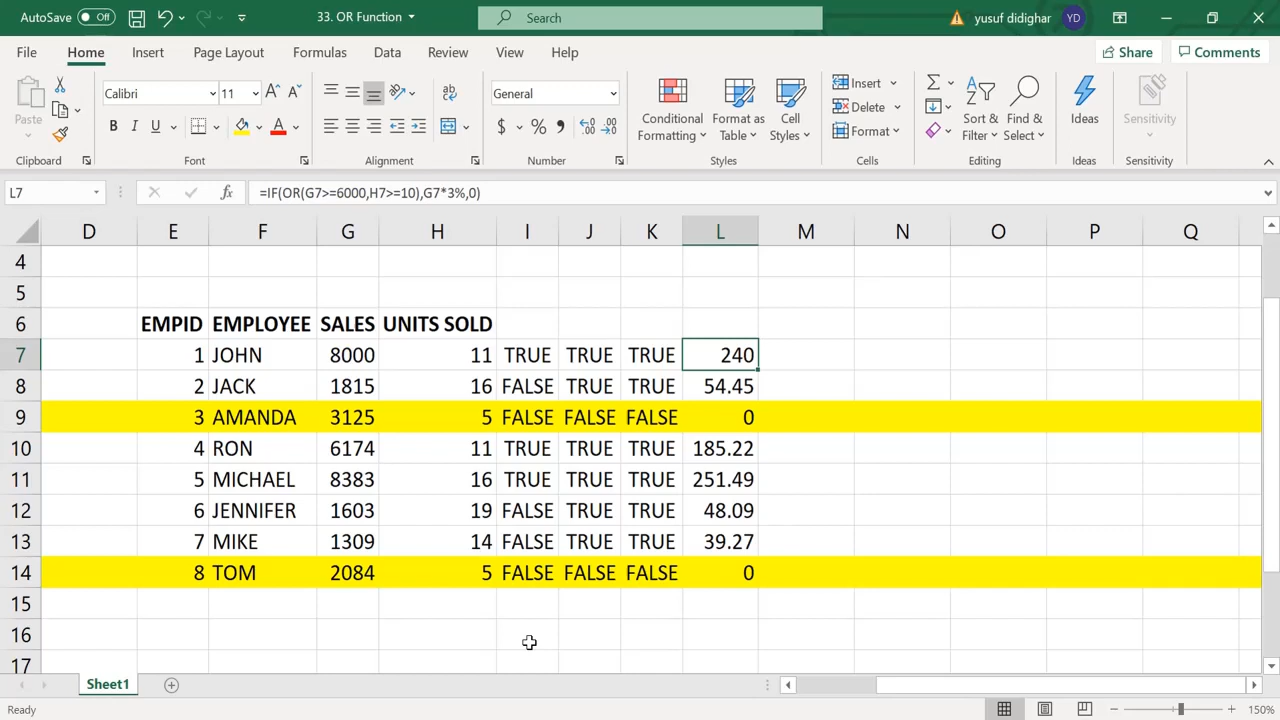 AutoSave Off 33. OR Function Search yusuf didighar YD
File Home Insert Page Layout Formulas Data Review View Help Share Comments
Paste Calibri 11 General Conditional Formatting Format as Table Cell Styles Insert Delete Format Sort & Filter Find & Select Ideas Sensitivity
B I U A $ %
Clipboard Font Alignment Number Styles Cells Editing Ideas Sensitivity
L7 fx =IF(OR(G7>=6000,H7>=10),G7*3%,0)
D E F G H I J K L M N O P Q
4
5
6 EMPID EMPLOYEE SALES UNITS SOLD
7 1 JOHN 8000 11 TRUE TRUE TRUE 240
8 2 JACK 1815 16 FALSE TRUE TRUE 54.45
9 3 AMANDA 3125 5 FALSE FALSE FALSE 0
10 4 RON 6174 11 TRUE TRUE TRUE 185.22
11 5 MICHAEL 8383 16 TRUE TRUE TRUE 251.49
12 6 JENNIFER 1603 19 FALSE TRUE TRUE 48.09
13 7 MIKE 1309 14 FALSE TRUE TRUE 39.27
14 8 TOM 2084 5 FALSE FALSE FALSE 0
15
16
17
Sheet1
Ready 150%